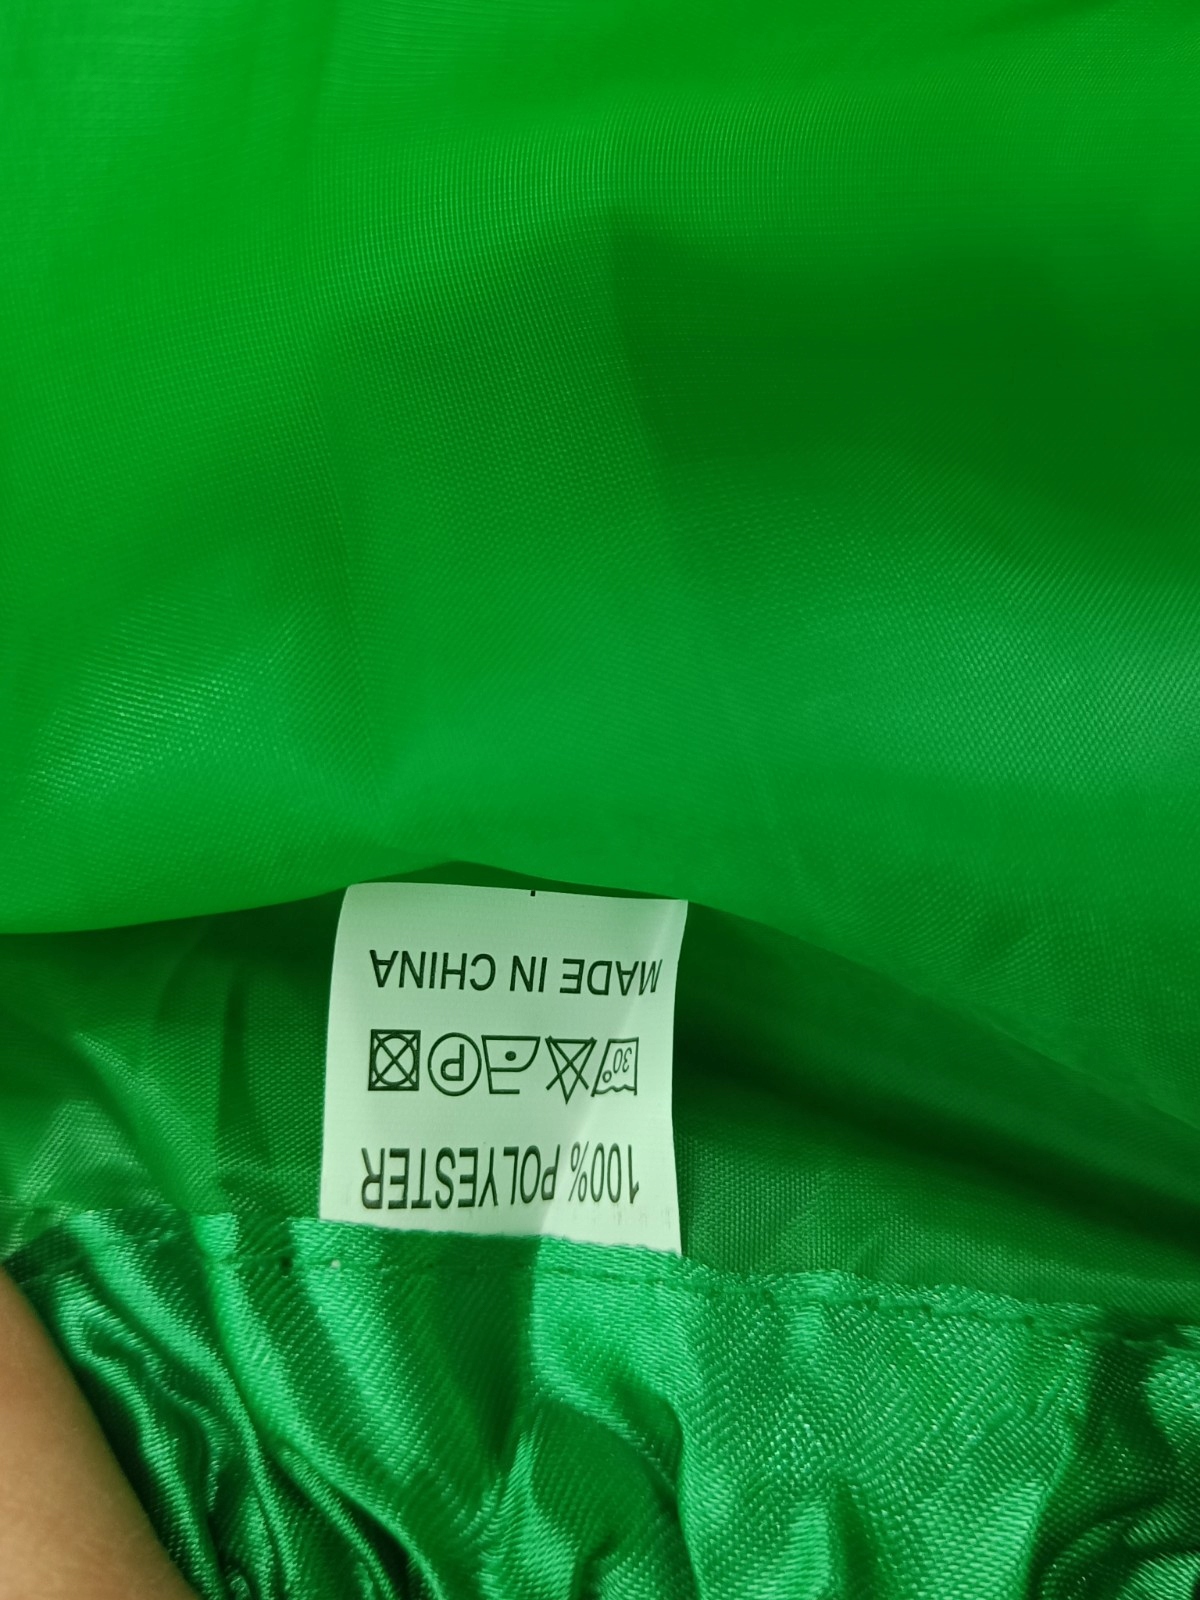 100% POLYESTER
30° P
MADE IN CHINA